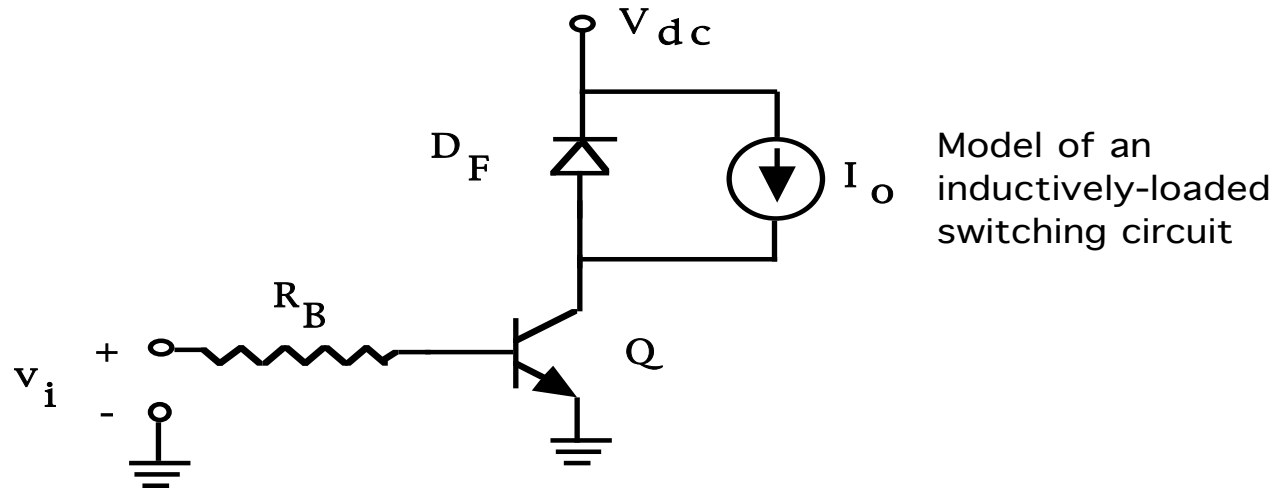 V dc
D F
I o
Model of an
inductively-loaded
switching circuit
R B
+
Q
v i
-